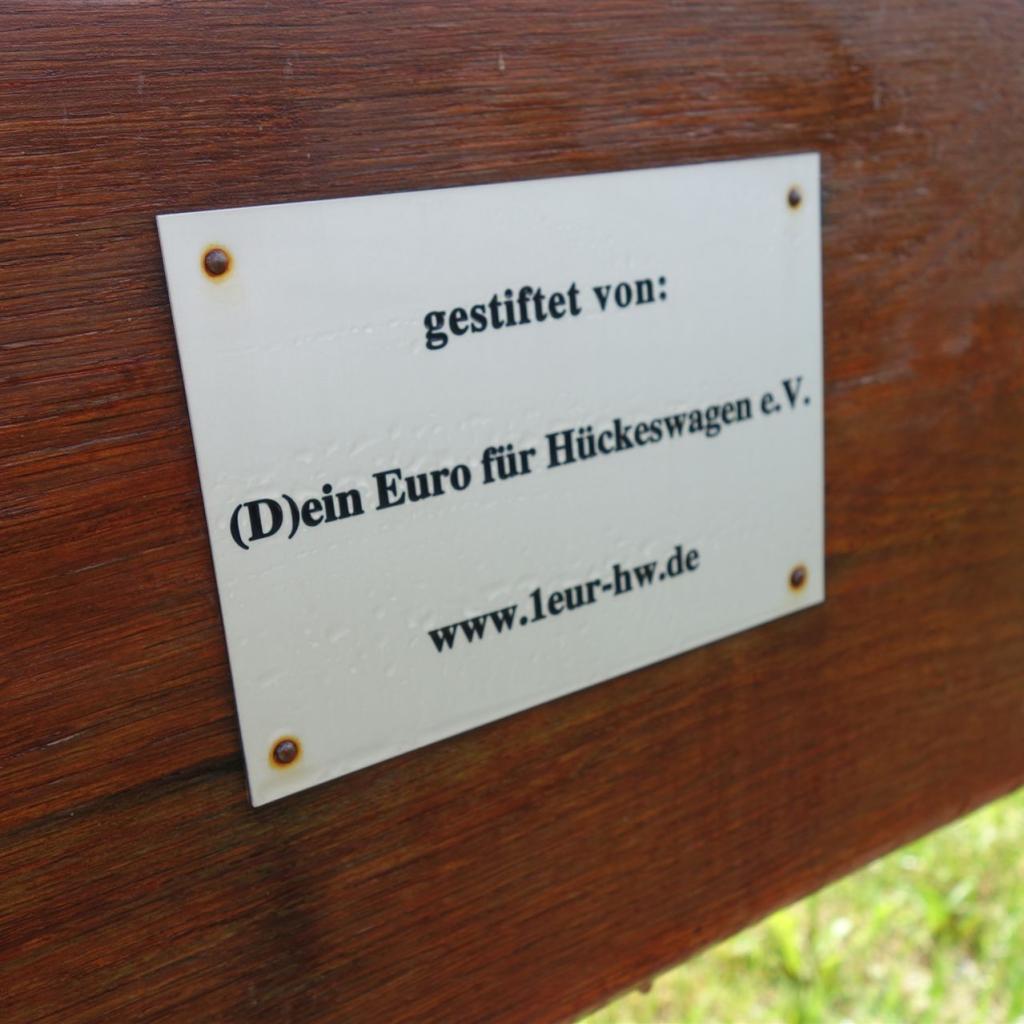 gestiftet von:
(D)ein Euro für Hückeswagen e.V.
www.1eur-hw.de